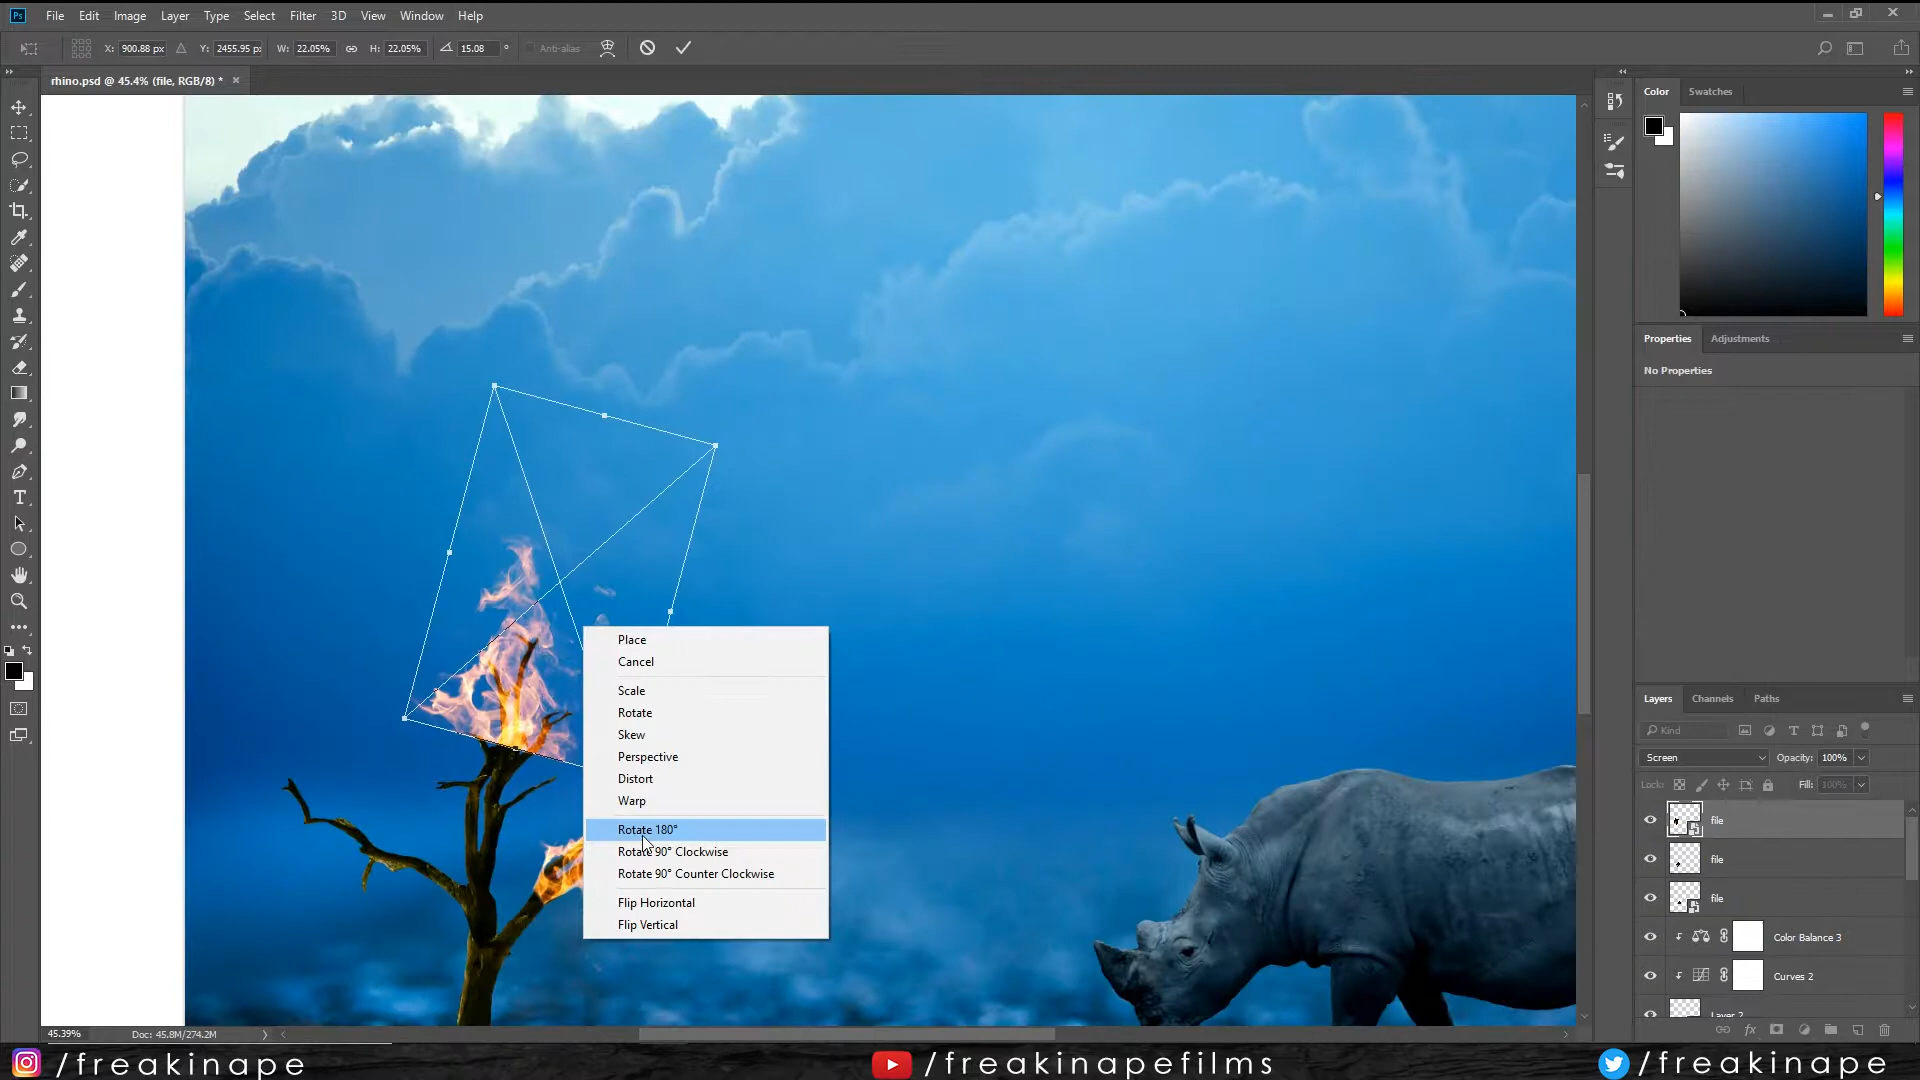 Ps File Edit Image Layer Type Select Filter 3D View Window Help
X: 900.88 px Y: 2455.95 px W: 22.05% H: 22.05% 15.08 ° Anti-alias
rhino.psd @ 45.4% (file, RGB/8) * ×
Color Swatches
Properties Adjustments
No Properties
Place
Cancel
Scale
Rotate
Skew
Perspective
Distort
Warp
Rotate 180°
Rotate 90° Clockwise
Rotate 90° Counter Clockwise
Flip Horizontal
Flip Vertical
Layers Channels Paths
Kind
Screen Opacity: 100%
Lock: Fill: 100%
file
file
file
Color Balance 3
Curves 2
Layer 2
45.39% Doc: 45.8M/274.2M
/freakinape /freakinapefilms /freakinape